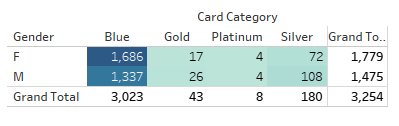 Card Category
Gender Blue Gold Platinum Silver Grand To..
F 1,686 17 4 72 1,779
M 1,337 26 4 108 1,475
Grand Total 3,023 43 8 180 3,254